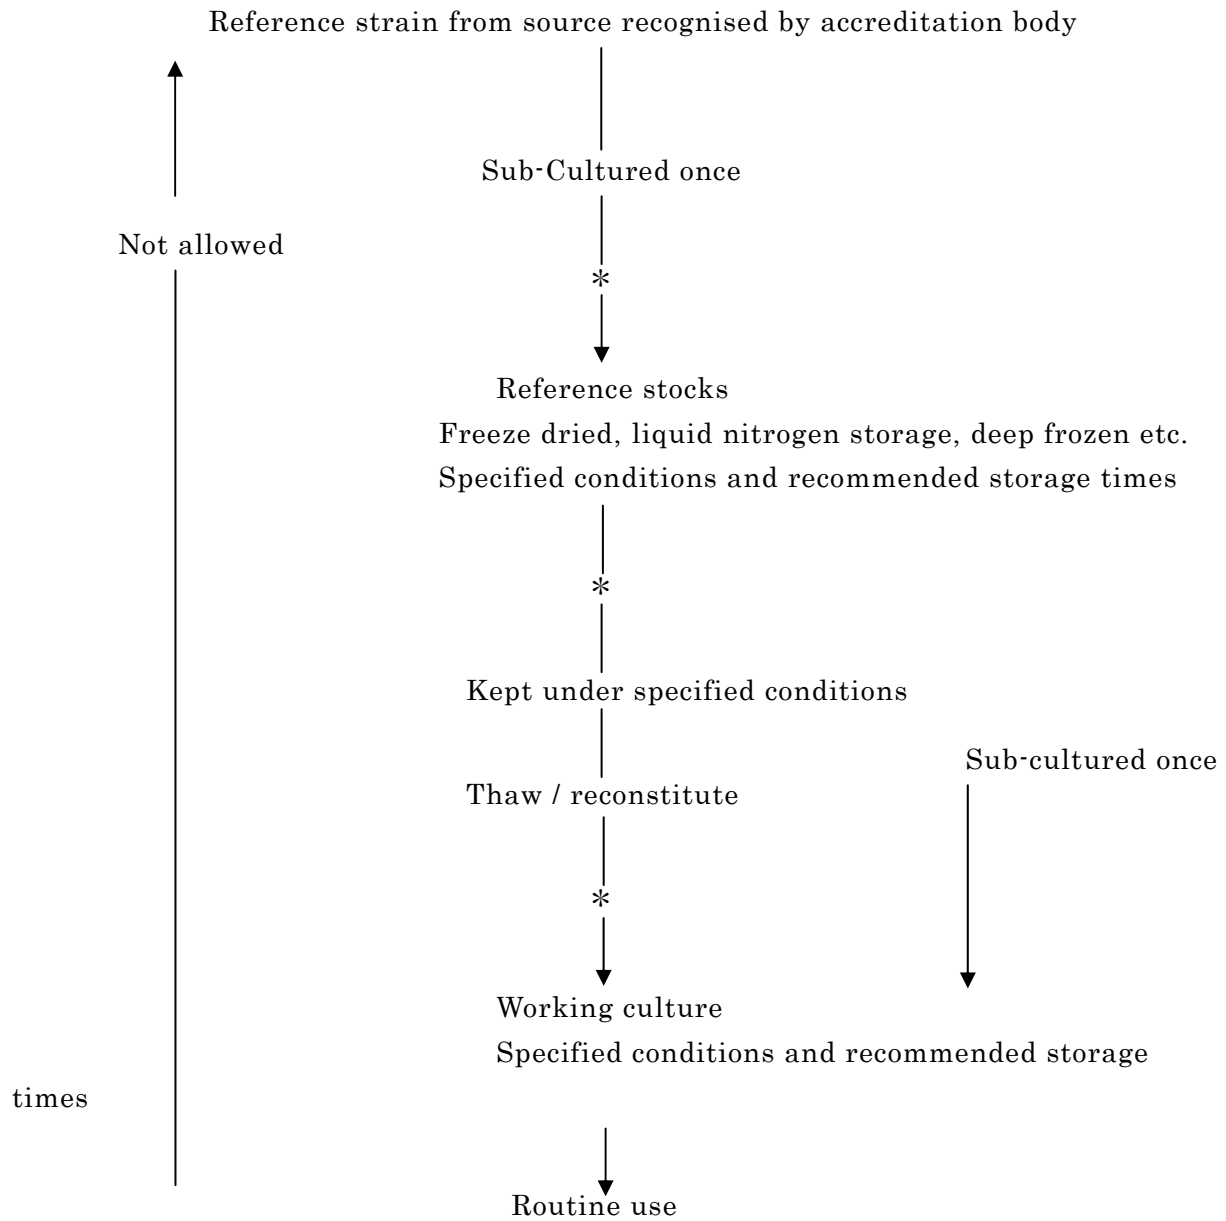 Reference strain from source recognised by accreditation body
Sub-Cultured once
Not allowed
*
Reference stocks
Freeze dried, liquid nitrogen storage, deep frozen etc.
Specified conditions and recommended storage times
*
Kept under specified conditions
Sub-cultured once
Thaw / reconstitute
*
Working culture
Specified conditions and recommended storage
times
Routine use